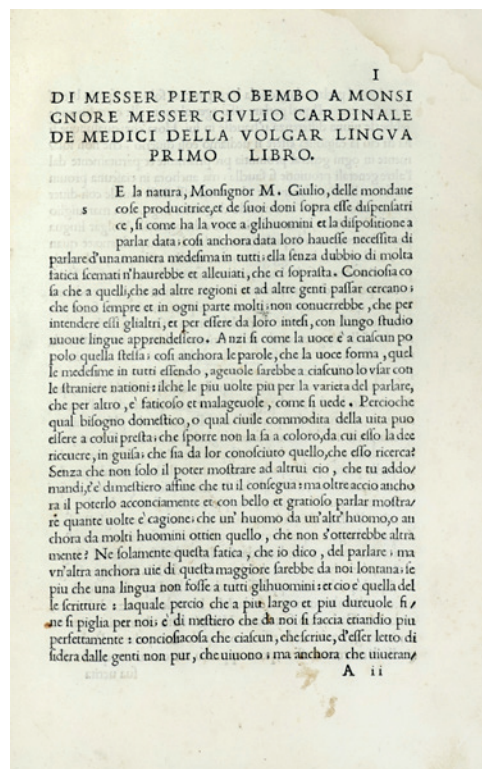 I
DI MESSER PIETRO BEMBO A MONSI
GNORE MESSER GIVLIO CARDINALE
DE MEDICI DELLA VOLGAR LINGVA
PRIMO LIBRO.
E la natura, Monſignor M. Giulio, delle mondane
s coſe producitrice, et de ſuoi doni ſopra eſſe diſpenſatri
ce, ſi come ha la voce a glihuomini et la diſpoſitione a
parlar data; coſi anchora data loro haueſſe neceſſita di
parlare d'una maniera medeſima in tutti; ella ſenza dubbio di molta
fatica ſcemati n'haurebbe et alleuiati, che ci ſopraſta. Concioſia co
ſa che a quelli, che ad altre regioni et ad altre genti paſſar cercano;
che ſono ſempre et in ogni parte molti; non conuerrebbe, che per
intendere eſſi glialtri, et per eſſere da loro inteſi, con lungo ſtudio
nuoue lingue apprendeſſero. Anzi ſi come la uoce e' a ciaſcun po
polo quella ſteſſa; coſi anchora le parole, che la uoce forma, quel
le medeſime in tutti eſſendo, ageuole ſarebbe a ciaſcuno lo vſar con
le ſtraniere nationi; ilche le piu uolte piu per la varieta del parlare,
che per altro, e' faticoſo et malageuole, come ſi uede. Percioche
qual biſogno domeſtico, o qual ciuile commodita della uita puo
eſſere a colui preſta; che ſporre non la ſa a coloro, da cui eſſo la dee
riceuere, in guiſa; che ſia da lor conoſciuto quello, che eſſo ricerca?
Senza che non ſolo il poter moſtrare ad altrui cio, che tu addo/
mandi, t'e' di meſtiero affine che tu il conſegua: ma oltre accio ancho
ra il poterlo acconciamente et con bello et gratioſo parlar moſtra/
re quante uolte e' cagione; che un' huomo da un'altr' huomo, o an
chora da molti huomini ottien quello, che non s'otterrebbe altra
mente? Ne ſolamente queſta fatica, che io dico, del parlare; ma
vn'altra anchora uie di queſta maggiore ſarebbe da noi lontana; ſe
piu che una lingua non foſſe a tutti glihuomini: et cio e' quella del
le ſcritture: laquale percio che a piu largo et piu dureuole fi/
ne ſi piglia per noi; e' di meſtiero che da noi ſi faccia etiandio piu
perfettamente: concioſiacoſa che ciaſcun, che ſcriue, d'eſſer letto di
ſidera dalle genti non pur, che uiuono; ma anchora che uiueran/
A ii